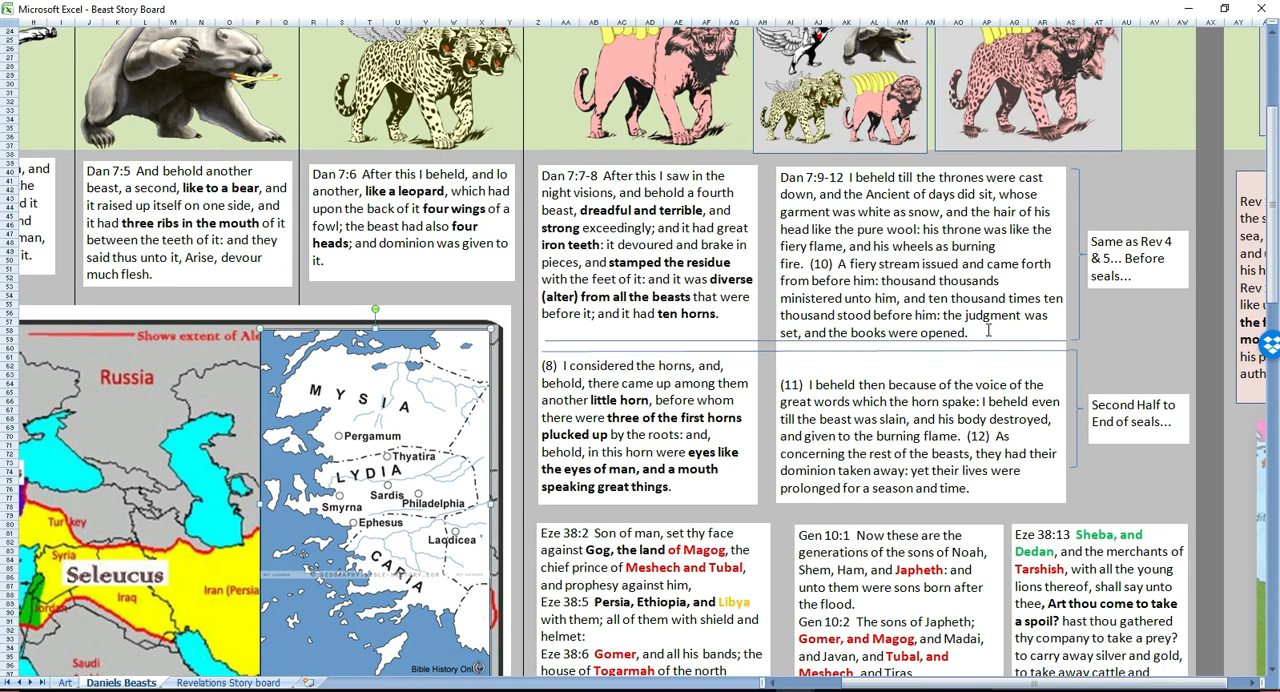 Microsoft Excel - Beast Story Board
, and
he
d it
d
nan,
it.
Dan 7:5 And behold another
beast, a second, like to a bear, and
it raised up itself on one side, and
it had three ribs in the mouth of it
between the teeth of it: and they
said thus unto it, Arise, devour
much flesh.
Dan 7:6 After this I beheld, and lo
another, like a leopard, which had
upon the back of it four wings of a
fowl; the beast had also four
heads; and dominion was given to
it.
Dan 7:7-8 After this I saw in the
night visions, and behold a fourth
beast, dreadful and terrible, and
strong exceedingly; and it had great
iron teeth: it devoured and brake in
pieces, and stamped the residue
with the feet of it: and it was diverse
(alter) from all the beasts that were
before it; and it had ten horns.
(8) I considered the horns, and,
behold, there came up among them
another little horn, before whom
there were three of the first horns
plucked up by the roots: and,
behold, in this horn were eyes like
the eyes of man, and a mouth
speaking great things.
Dan 7:9-12 I beheld till the thrones were cast
down, and the Ancient of days did sit, whose
garment was white as snow, and the hair of his
head like the pure wool: his throne was like the
fiery flame, and his wheels as burning
fire. (10) A fiery stream issued and came forth
from before him: thousand thousands
ministered unto him, and ten thousand times ten
thousand stood before him: the judgment was
set, and the books were opened.
(11) I beheld then because of the voice of the
great words which the horn spake: I beheld even
till the beast was slain, and his body destroyed,
and given to the burning flame. (12) As
concerning the rest of the beasts, they had their
dominion taken away: yet their lives were
prolonged for a season and time.
Same as Rev 4
& 5... Before
seals...
Second Half to
End of seals...
Rev
the s
sea,
and
his h
Rev
like
the f
mo
his p
auth
Shows extent of Ale
Russia
Turkey
Syria
Seleucus
Iraq
Iran (Persia
Jordan
Saudi
MYSIA
Pergamum
Thyatira
LYDIA
Sardis
Philadelphia
Smyrna
Ephesus
Laodicea
CARIA
Bible History Onl
Eze 38:2 Son of man, set thy face
against Gog, the land of Magog, the
chief prince of Meshech and Tubal,
and prophesy against him,
Eze 38:5 Persia, Ethiopia, and Libya
with them; all of them with shield and
helmet:
Eze 38:6 Gomer, and all his bands; the
house of Togarmah of the north
Gen 10:1 Now these are the
generations of the sons of Noah,
Shem, Ham, and Japheth: and
unto them were sons born after
the flood.
Gen 10:2 The sons of Japheth;
Gomer, and Magog, and Madai,
and Javan, and Tubal, and
Meshech, and Tiras.
Eze 38:13 Sheba, and
Dedan, and the merchants of
Tarshish, with all the young
lions thereof, shall say unto
thee, Art thou come to take
a spoil? hast thou gathered
thy company to take a prey?
to carry away silver and gold,
to take away cattle and
Art
Daniels Beasts
Revelations Story board